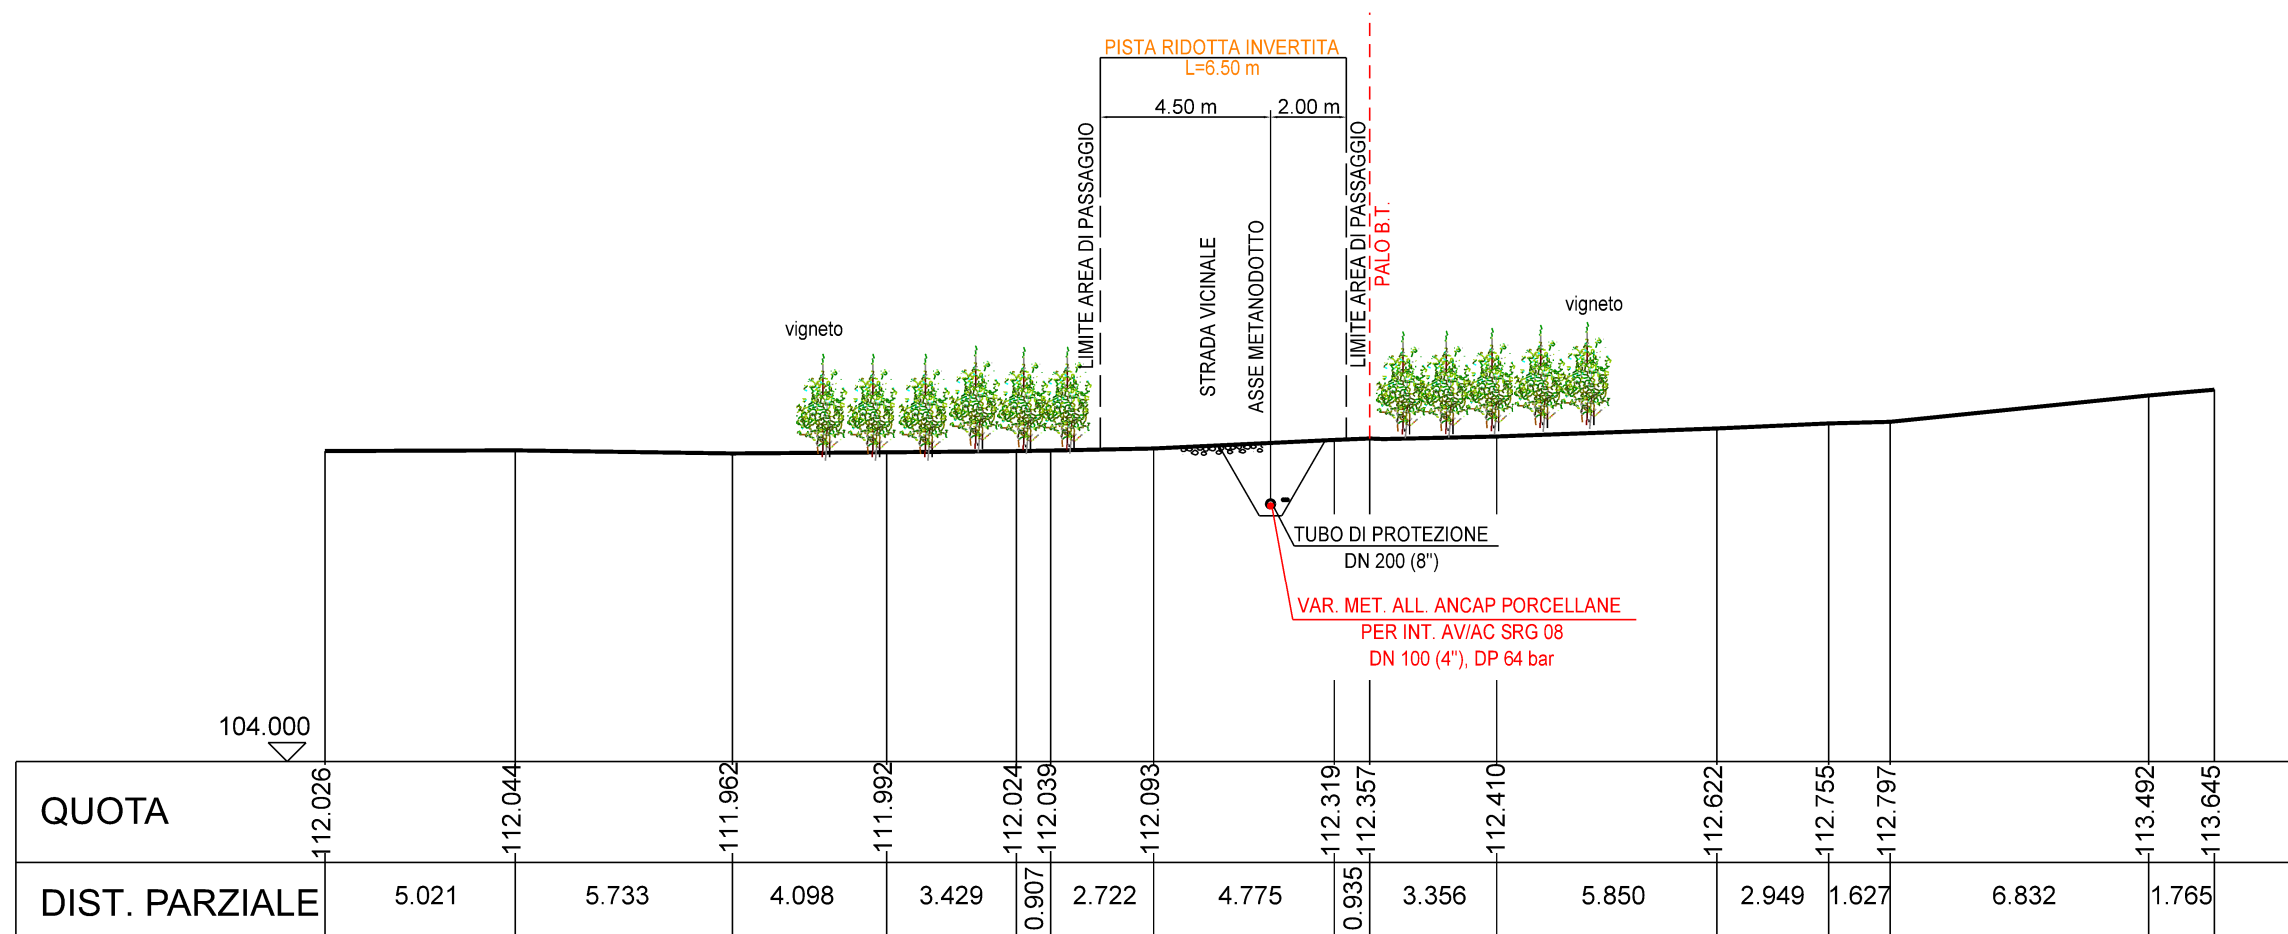 PISTA RIDOTTA INVERTITA
L=6.50 m
4.50 m
2.00 m
LIMITE AREA DI PASSAGGIO
STRADA VICINALE
ASSE METANODOTTO
LIMITE AREA DI PASSAGGIO
PALO B.T.
vigneto
vigneto
TUBO DI PROTEZIONE
DN 200 (8")
VAR. MET. ALL. ANCAP PORCELLANE
PER INT. AV/AC SRG 08
DN 100 (4"), DP 64 bar
104.000
QUOTA
112.026
112.044
111.962
111.992
112.024
112.039
112.093
112.319
112.357
112.410
112.622
112.755
112.797
113.492
113.645
DIST. PARZIALE
5.021
5.733
4.098
3.429
0.907
2.722
4.775
0.935
3.356
5.850
2.949
1.627
6.832
1.765